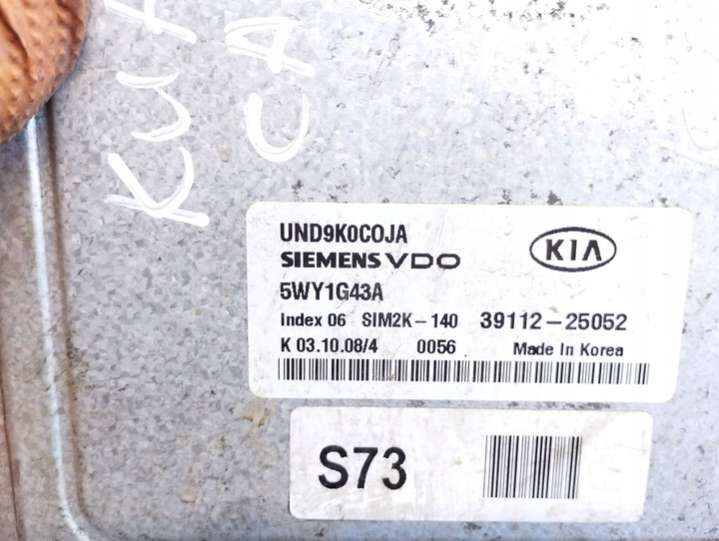 UND9K0C0JA
SIEMENS VDO
KIA
5WY1G43A
Index 06 SIM2K-140 39112-25052
K 03.10.08/4 0056 Made In Korea
S73